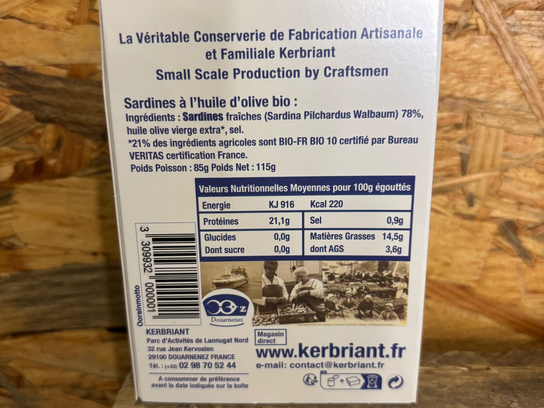 La Véritable Conserverie de Fabrication Artisanale
et Familiale Kerbriant
Small Scale Production by Craftsmen
Sardines à l'huile d'olive bio :
Ingrédients : Sardines fraîches (Sardina Pilchardus Walbaum) 78%,
huile olive vierge extra*, sel.
*21% des ingrédients agricoles sont BIO-FR BIO 10 certifié par Bureau
VERITAS certification France.
Poids Poisson : 85g Poids Net : 115g
Valeurs Nutritionnelles Moyennes pour 100g égouttés
Energie KJ 916 Kcal 220
Protéines 21,1g Sel 0,9g
Glucides 0,0g Matières Grasses 14,5g
Dont sucre 0,0g dont AGS 3,6g
3 309932 000001
Ocrainmotto
Dz
Douarnenez
KERBRIANT
Parc d'Activités de Lannugat Nord
32 rue Jean Kervoalen
29100 DOUARNENEZ FRANCE
Tél. : (+33) 02 98 70 52 44
A consommer de préférence
avant la date indiquée sur la boîte
Magasin
direct
www.kerbriant.fr
e-mail: contact@kerbriant.fr